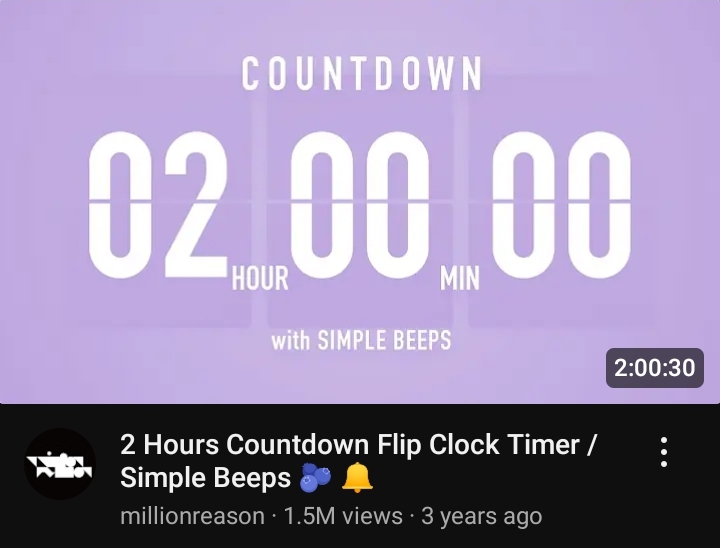 COUNTDOWN
02 HOUR 00 MIN 00
with SIMPLE BEEPS
2:00:30
2 Hours Countdown Flip Clock Timer /
Simple Beeps 🫐 🔔
millionreason · 1.5M views · 3 years ago